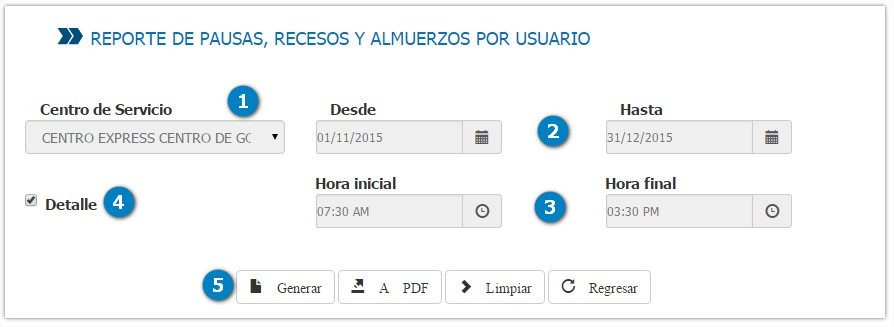 REPORTE DE PAUSAS, RECESOS Y ALMUERZOS POR USUARIO
1
Centro de Servicio Desde Hasta
CENTRO EXPRESS CENTRO DE GO 01/11/2015 2 31/12/2015
Hora inicial Hora final
Detalle 4 07:30 AM 3 03:30 PM
5 Generar A PDF Limpiar Regresar